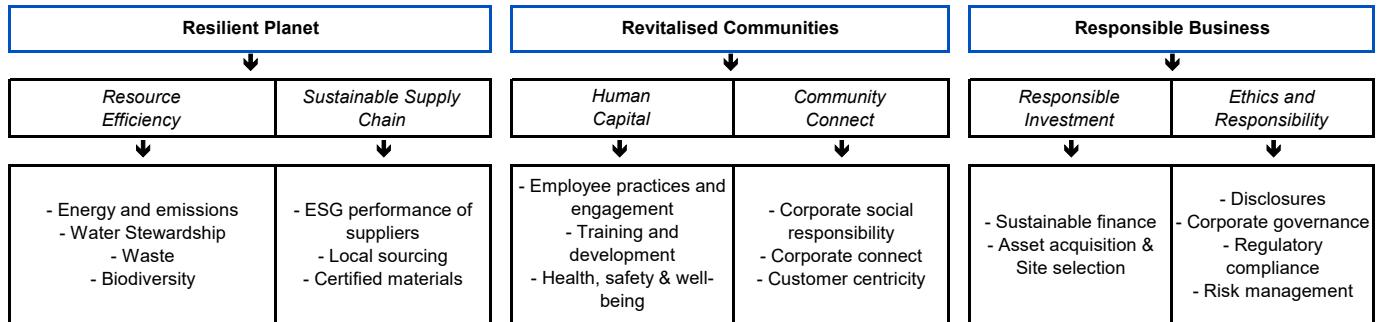 Resilient Planet
Revitalised Communities
Responsible Business
Resource
Efficiency
Sustainable Supply
Chain
Human
Capital
Community
Connect
Responsible
Investment
Ethics and
Responsibility
- Energy and emissions
- Water Stewardship
- Waste
- Biodiversity
- ESG performance of
suppliers
- Local sourcing
- Certified materials
- Employee practices and
engagement
- Training and
development
- Health, safety & well-
being
- Corporate social
responsibility
- Corporate connect
- Customer centricity
- Sustainable finance
- Asset acquisition &
Site selection
- Disclosures
- Corporate governance
- Regulatory
compliance
- Risk management